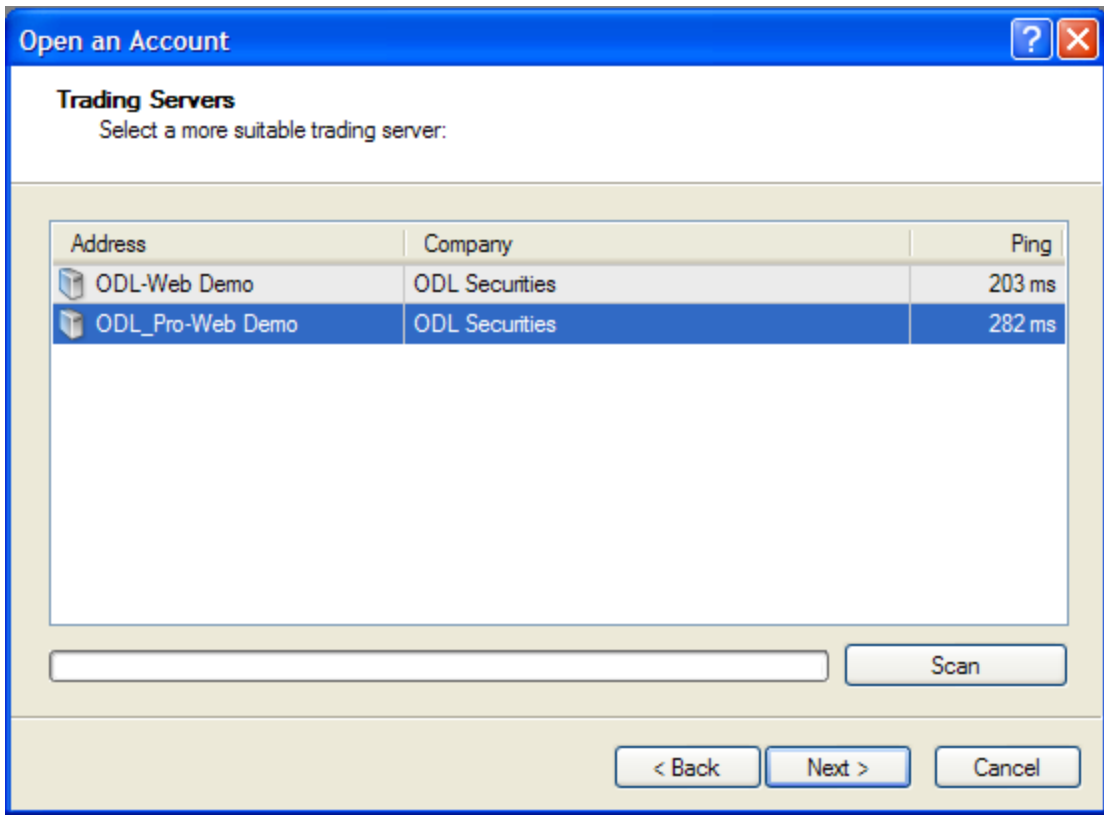 Open an Account
Trading Servers
Select a more suitable trading server:
Address Company Ping
ODL-Web Demo ODL Securities 203 ms
ODL_Pro-Web Demo ODL Securities 282 ms
Scan
< Back Next > Cancel